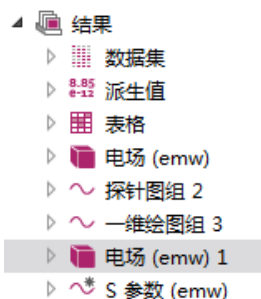 结果
数据集
8.85
e-12 派生值
表格
电场 (emw)
探针图组 2
一维绘图组 3
电场 (emw) 1
S 参数 (emw)